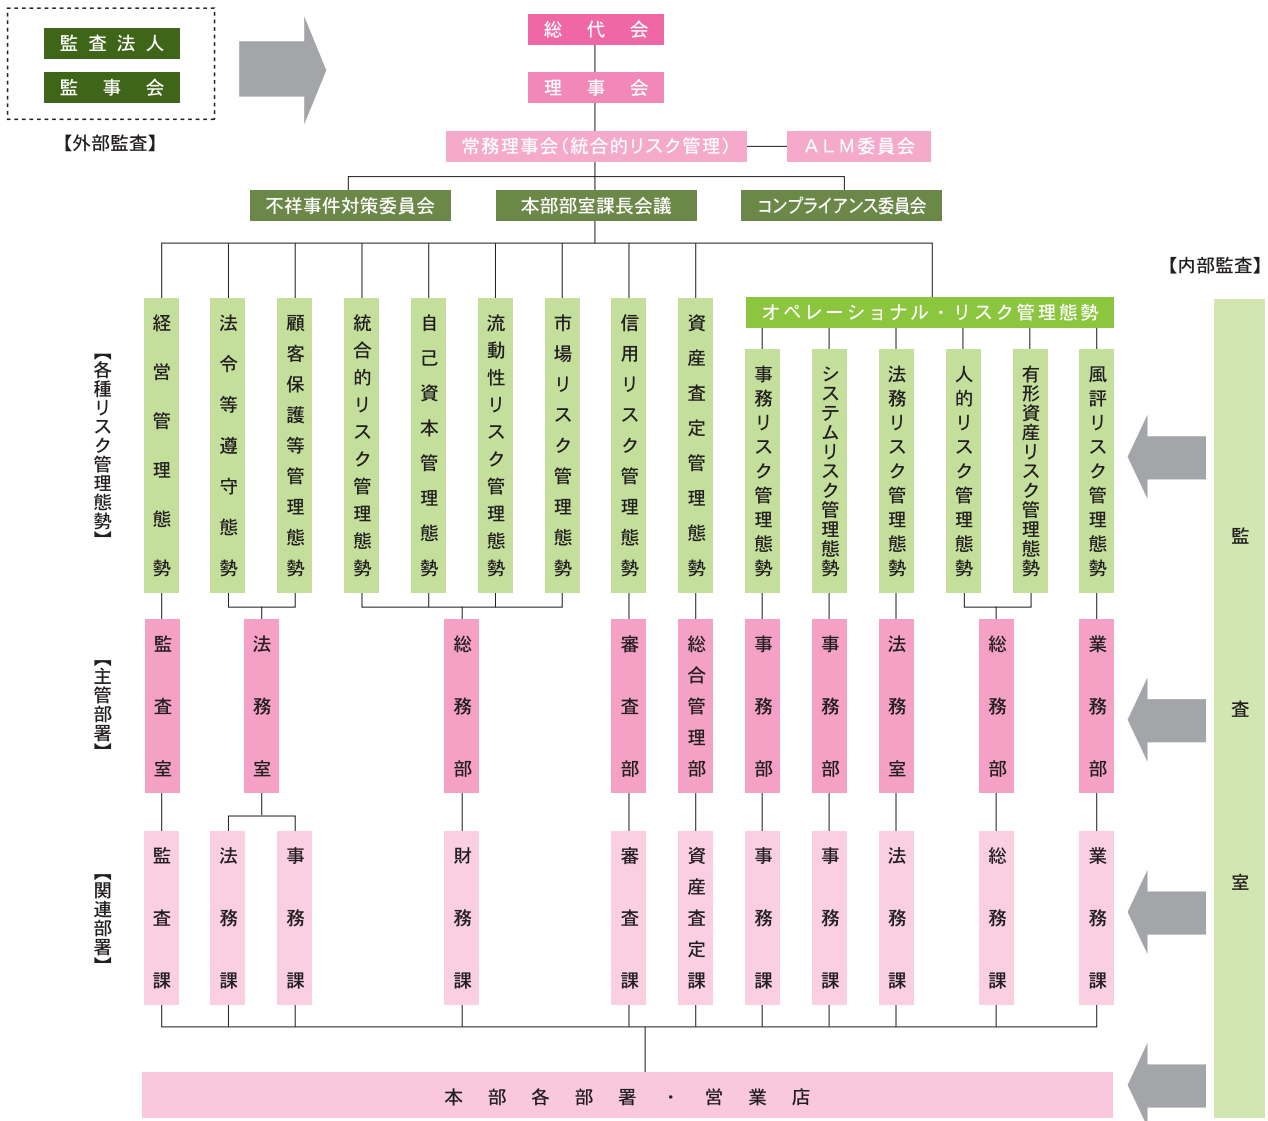 監査法人
監事会
【外部監査】
総代会
理事会
常務理事会(統合的リスク管理)
ALM委員会
不祥事件対策委員会
本部部室課長会議
コンプライアンス委員会
【内部監査】
監査室
【各種リスク管理態勢】
経営管理態勢
法令等遵守態勢
顧客保護等管理態勢
統合的リスク管理態勢
自己資本管理態勢
流動性リスク管理態勢
市場リスク管理態勢
信用リスク管理態勢
資産査定管理態勢
オペレーショナル・リスク管理態勢
事務リスク管理態勢
システムリスク管理態勢
法務リスク管理態勢
人的リスク管理態勢
有形資産リスク管理態勢
風評リスク管理態勢
【主管部署】
監査室
法務室
総務部
審査部
総合管理部
事務部
事務部
法務室
総務部
業務部
【関連部署】
監査課
法務課
事務課
財務課
審査課
資産査定課
事務課
事務課
法務課
総務課
業務課
本部各部署・営業店